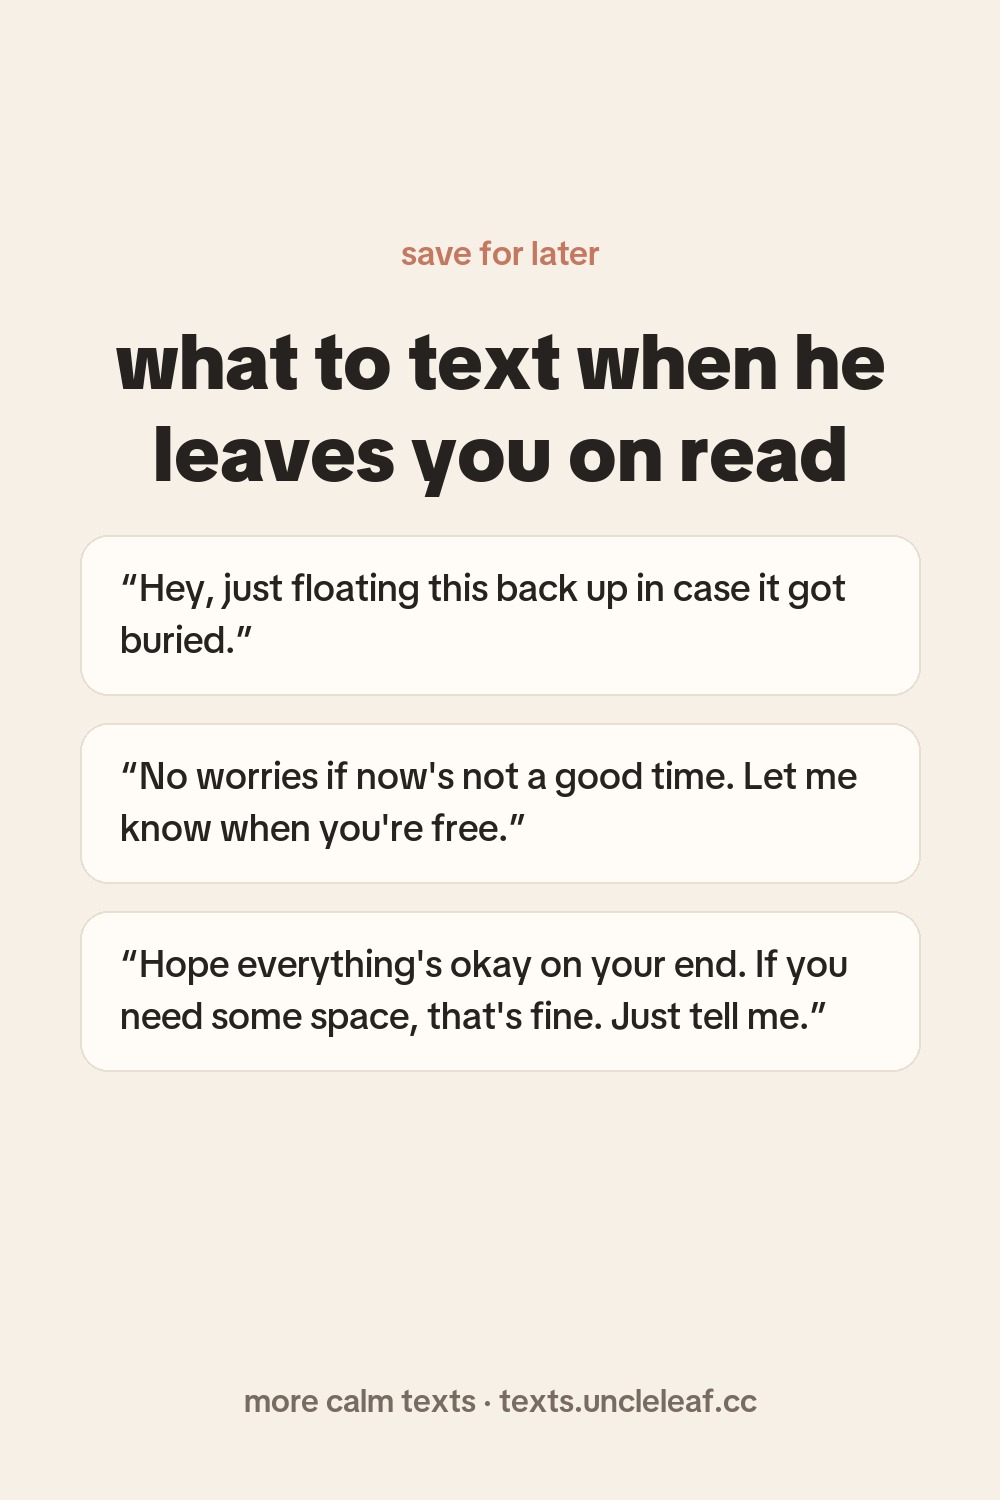 save for later
what to text when he
leaves you on read
“Hey, just floating this back up in case it got
buried.”
“No worries if now's not a good time. Let me
know when you're free.”
“Hope everything's okay on your end. If you
need some space, that's fine. Just tell me.”
more calm texts · texts.uncleleaf.cc